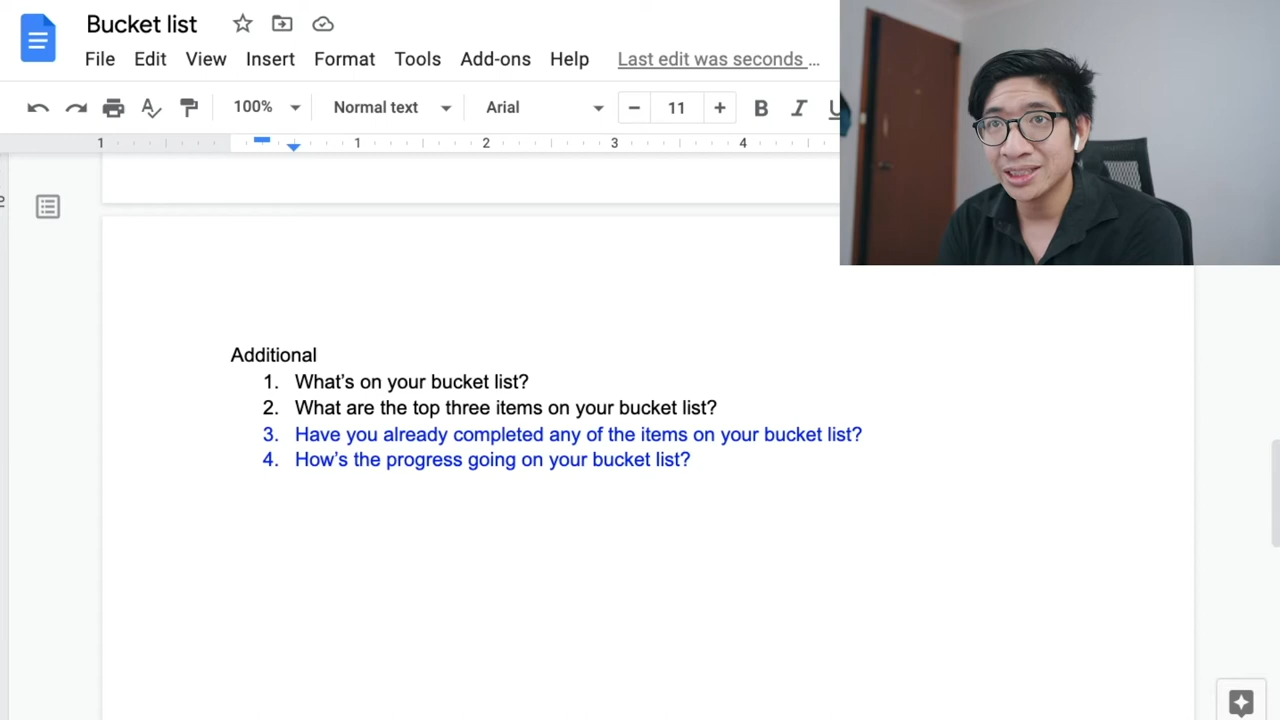 Bucket list
File Edit View Insert Format Tools Add-ons Help Last edit was seconds ...
100% Normal text Arial − 11 + B I U
1 1 2 3 4
Additional
1. What's on your bucket list?
2. What are the top three items on your bucket list?
3. Have you already completed any of the items on your bucket list?
4. How's the progress going on your bucket list?